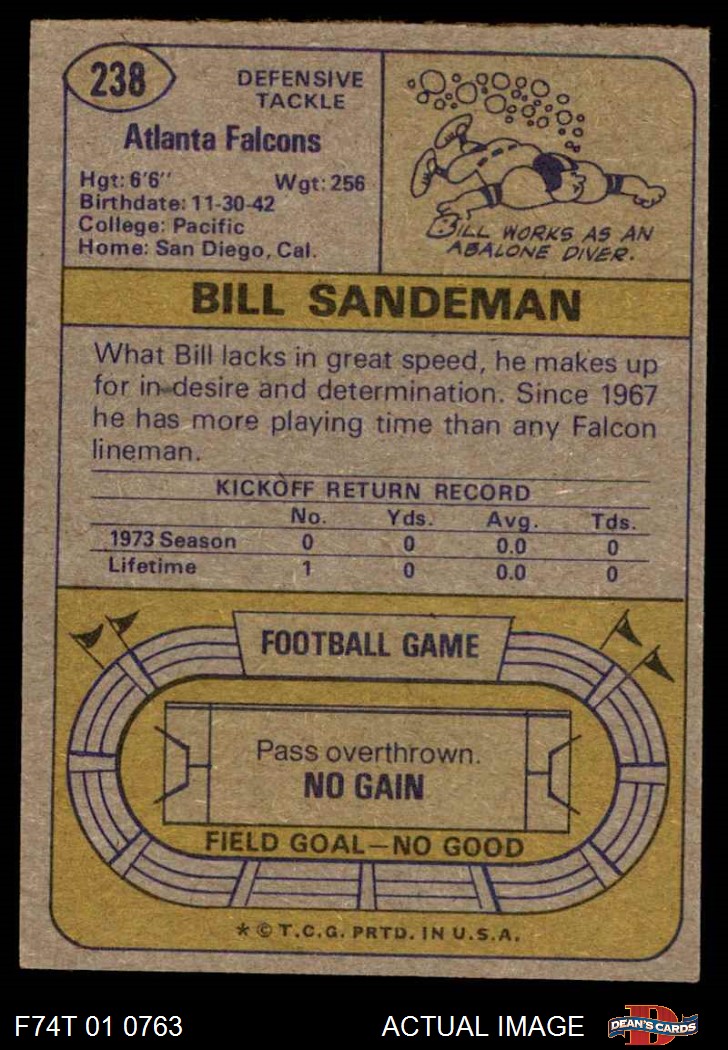 238
DEFENSIVE
TACKLE
Atlanta Falcons
Hgt: 6'6'' Wgt: 256
Birthdate: 11-30-42
College: Pacific
Home: San Diego, Cal.
BILL WORKS AS AN
ABALONE DIVER.
BILL SANDEMAN
What Bill lacks in great speed, he makes up
for in desire and determination. Since 1967
he has more playing time than any Falcon
lineman.
KICKOFF RETURN RECORD
No. Yds. Avg. Tds.
1973 Season 0 0 0.0 0
Lifetime 1 0 0.0 0
FOOTBALL GAME
Pass overthrown.
NO GAIN
FIELD GOAL—NO GOOD
* © T.C.G. PRTD. IN U.S.A.
F74T 01 0763 ACTUAL IMAGE
D
DEAN'S CARDS